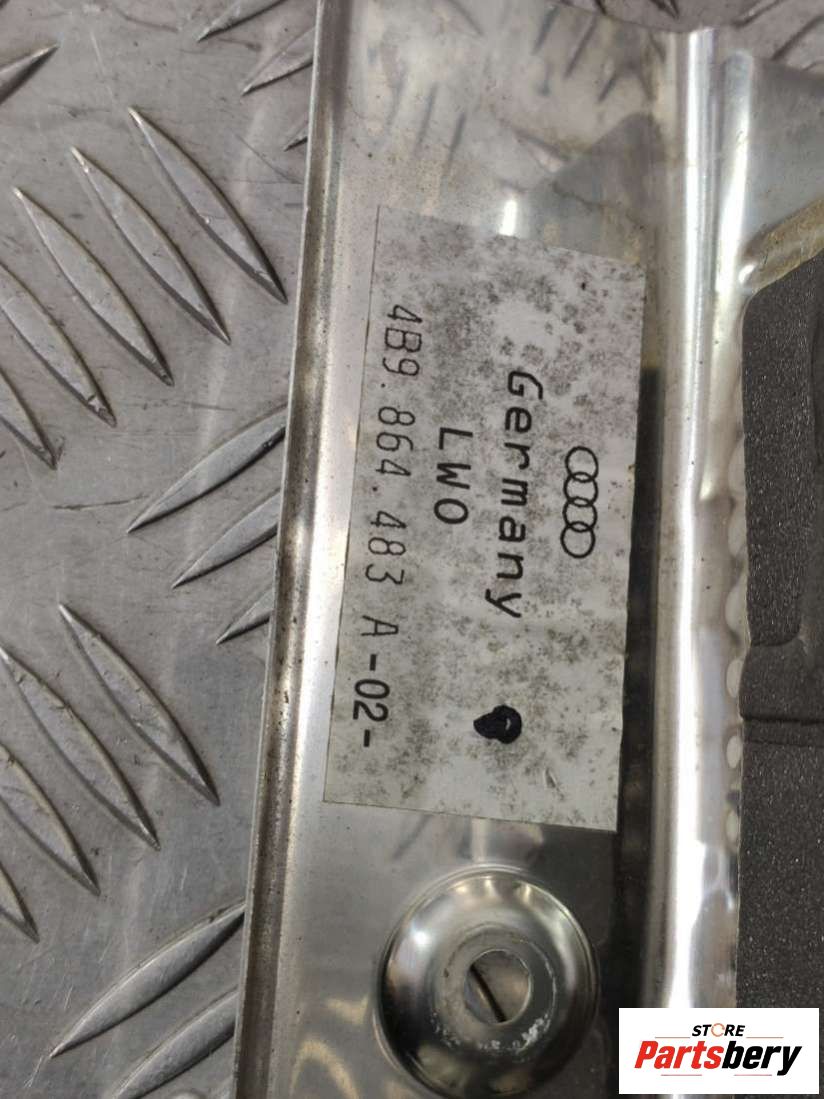 Germany
LWO
4B9.864.483 A-02-
STORE
Partsbery